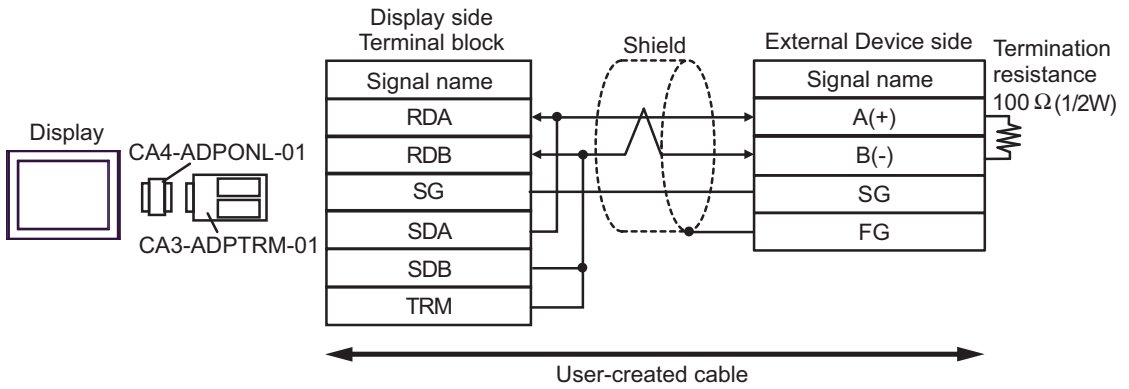 Display side
Terminal block
Shield
External Device side
Termination
resistance
100 Ω (1/2W)
Signal name
Signal name
RDA
A(+)
Display
CA4-ADPONL-01
RDB
B(-)
SG
SG
CA3-ADPTRM-01
SDA
FG
SDB
TRM
User-created cable